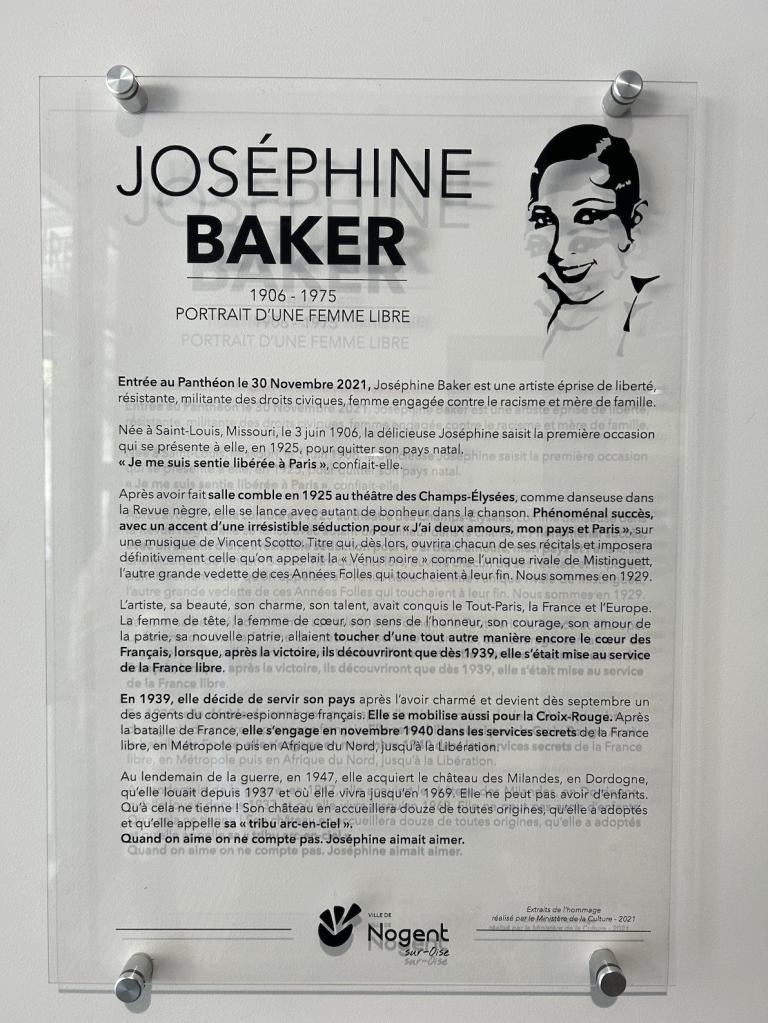 JOSÉPHINE
BAKER
1906 - 1975
PORTRAIT D'UNE FEMME LIBRE
Entrée au Panthéon le 30 Novembre 2021, Joséphine Baker est une artiste éprise de liberté,
résistante, militante des droits civiques, femme engagée contre le racisme et mère de famille.
Née à Saint-Louis, Missouri, le 3 juin 1906, la délicieuse Joséphine saisit la première occasion
qui se présente à elle, en 1925, pour quitter son pays natal.
« Je me suis sentie libérée à Paris », confiait-elle.
Après avoir fait salle comble en 1925 au théâtre des Champs-Élysées, comme danseuse dans
la Revue nègre, elle se lance avec autant de bonheur dans la chanson. Phénoménal succès,
avec un accent d'une irrésistible séduction pour « J'ai deux amours, mon pays et Paris », sur
une musique de Vincent Scotto. Titre qui, dès lors, ouvrira chacun de ses récitals et imposera
définitivement celle qu'on appelait la « Vénus noire » comme l'unique rivale de Mistinguett,
l'autre grande vedette de ces Années Folles qui touchaient à leur fin. Nous sommes en 1929.
L'artiste, sa beauté, son charme, son talent, avait conquis le Tout-Paris, la France et l'Europe.
La femme de tête, la femme de cœur, son sens de l'honneur, son courage, son amour de
la patrie, sa nouvelle patrie, allaient toucher d'une tout autre manière encore le cœur des
Français, lorsque, après la victoire, ils découvriront que dès 1939, elle s'était mise au service
de la France libre.
En 1939, elle décide de servir son pays après l'avoir charmé et devient dès septembre un
des agents du contre-espionnage français. Elle se mobilise aussi pour la Croix-Rouge. Après
la bataille de France, elle s'engage en novembre 1940 dans les services secrets de la France
libre, en Métropole puis en Afrique du Nord, jusqu'à la Libération.
Au lendemain de la guerre, en 1947, elle acquiert le château des Milandes, en Dordogne,
qu'elle louait depuis 1937 et où elle vivra jusqu'en 1969. Elle ne peut pas avoir d'enfants.
Qu'à cela ne tienne ! Son château en accueillera douze de toutes origines, qu'elle a adoptés
et qu'elle appelle sa « tribu arc-en-ciel ».
Quand on aime on ne compte pas. Joséphine aimait aimer.
VILLE DE
Nogent
sur-Oise
Extraits de l'hommage
réalisé par le Ministère de la Culture - 2021